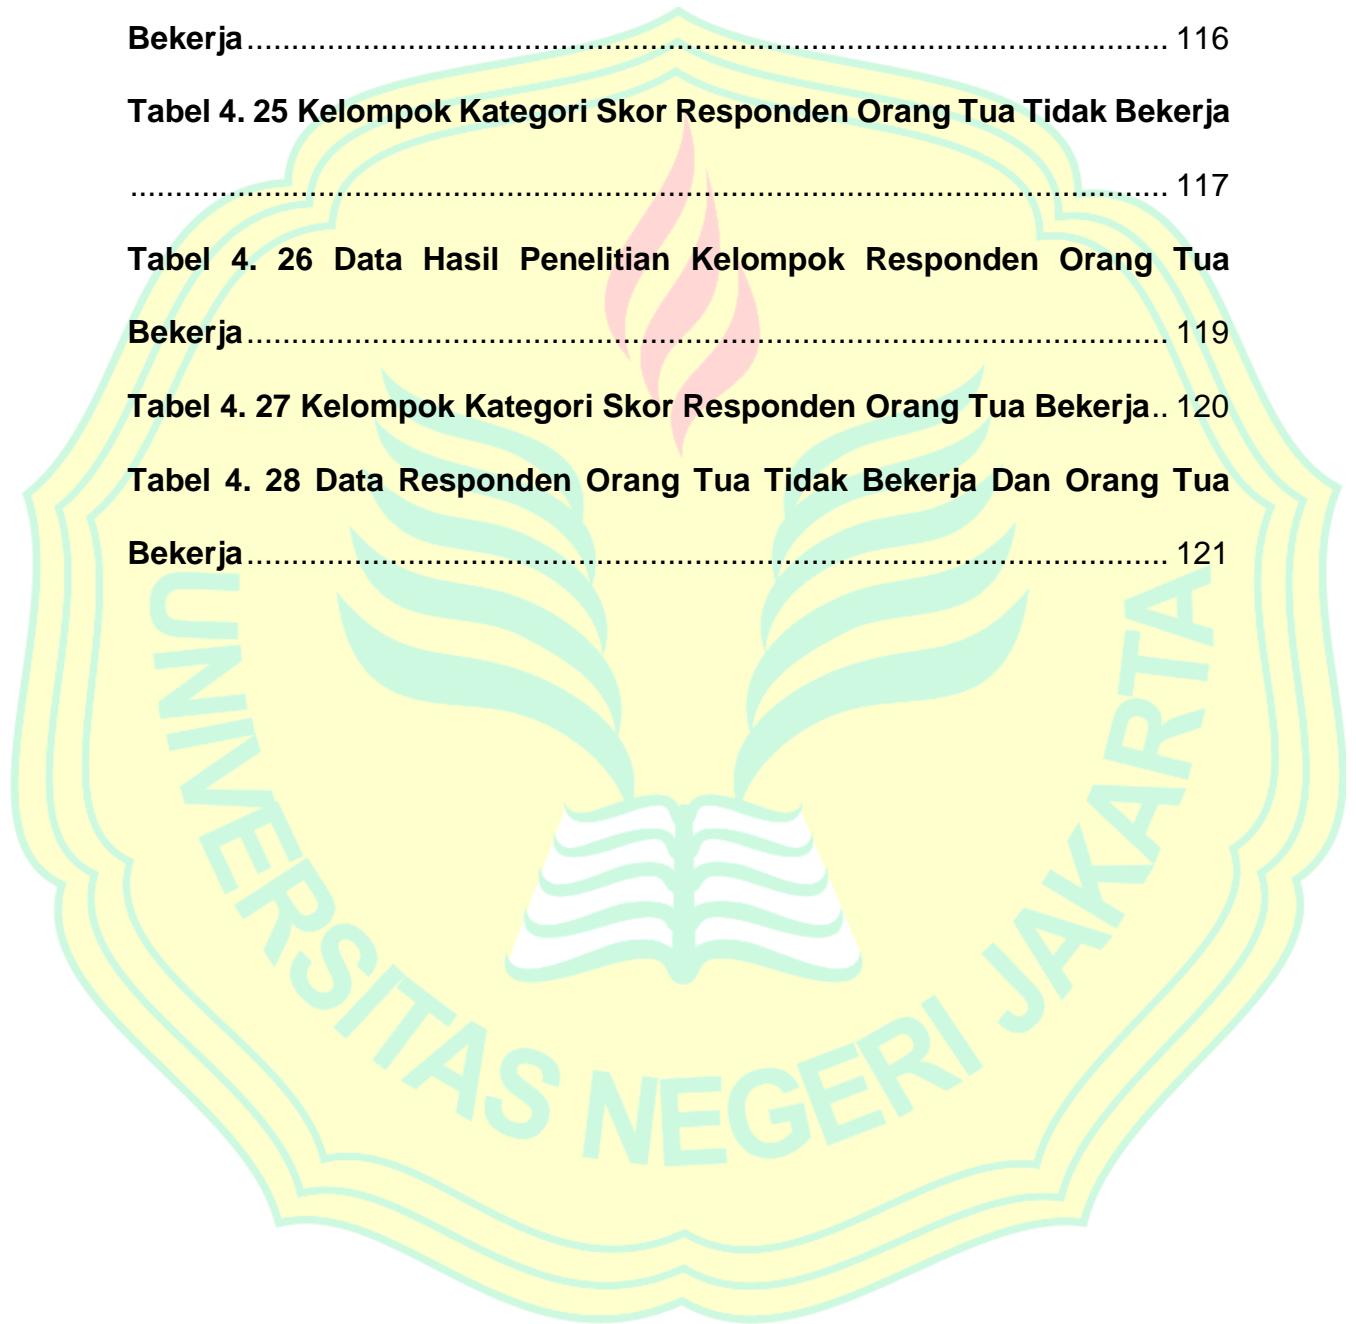 Bekerja.............................................................................................................. 116
Tabel 4. 25 Kelompok Kategori Skor Responden Orang Tua Tidak Bekerja
............................................................................................................................ 117
Tabel 4. 26 Data Hasil Penelitian Kelompok Responden Orang Tua
Bekerja.............................................................................................................. 119
Tabel 4. 27 Kelompok Kategori Skor Responden Orang Tua Bekerja.. 120
Tabel 4. 28 Data Responden Orang Tua Tidak Bekerja Dan Orang Tua
Bekerja.............................................................................................................. 121
UNIVERSITAS NEGERI JAKARTA